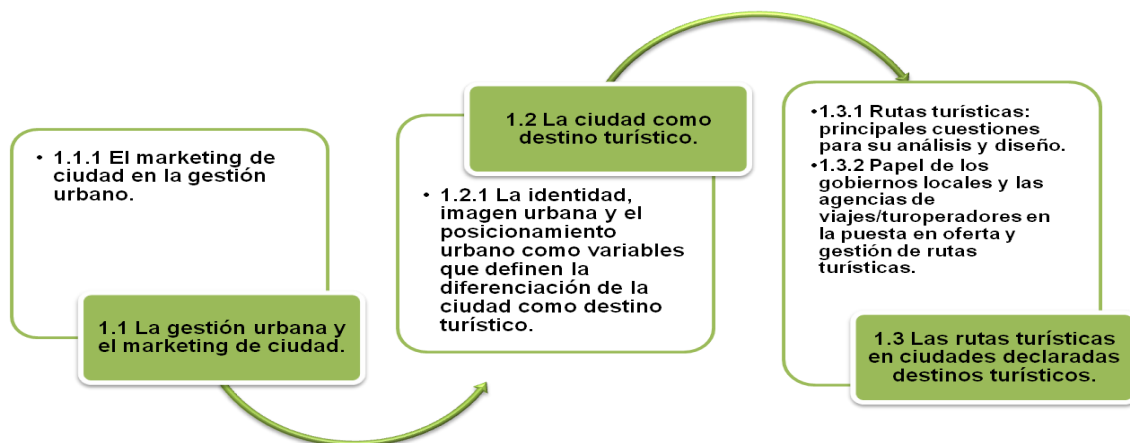 • 1.1.1 El marketing de
ciudad en la gestión
urbano.
1.1 La gestión urbana y
el marketing de ciudad.
1.2 La ciudad como
destino turístico.
• 1.2.1 La identidad,
imagen urbana y el
posicionamiento
urbano como variables
que definen la
diferenciación de la
ciudad como destino
turístico.
•1.3.1 Rutas turísticas:
principales cuestiones
para su análisis y diseño.
•1.3.2 Papel de los
gobiernos locales y las
agencias de
viajes/turoperadores en
la puesta en oferta y
gestión de rutas
turísticas.
1.3 Las rutas turísticas
en ciudades declaradas
destinos turísticos.